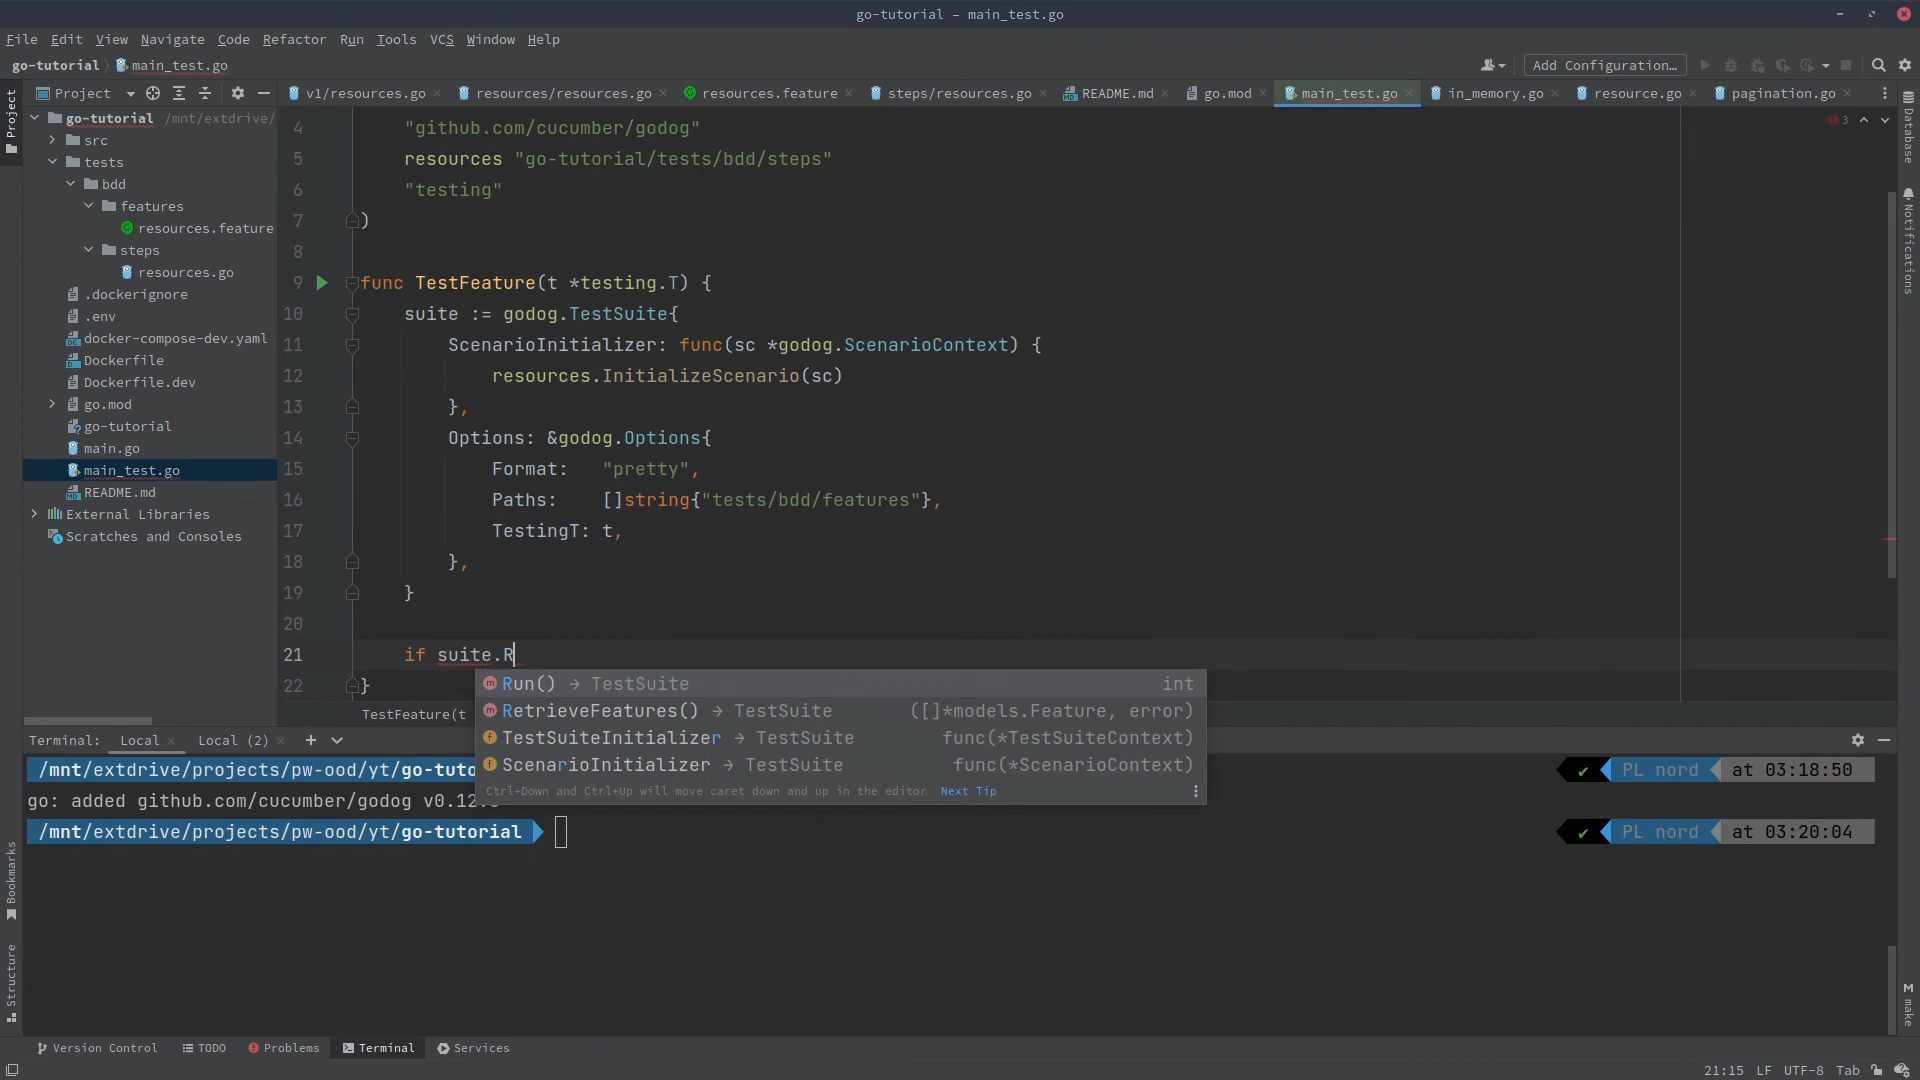 go-tutorial – main_test.go
File Edit View Navigate Code Refactor Run Tools VCS Window Help
go-tutorial main_test.go Add Configuration...
Project v1/resources.go resources/resources.go resources.feature steps/resources.go README.md go.mod main_test.go in_memory.go resource.go pagination.go
Project
Database
Notifications
make
Bookmarks
Structure
go-tutorial /mnt/extdrive/
src
tests
bdd
features
resources.feature
steps
resources.go
.dockerignore
.env
docker-compose-dev.yaml
Dockerfile
Dockerfile.dev
go.mod
go-tutorial
main.go
main_test.go
README.md
External Libraries
Scratches and Consoles
3
4 "github.com/cucumber/godog"
5 resources "go-tutorial/tests/bdd/steps"
6 "testing"
7 )
8
9 func TestFeature(t *testing.T) {
10 suite := godog.TestSuite{
11 ScenarioInitializer: func(sc *godog.ScenarioContext) {
12 resources.InitializeScenario(sc)
13 },
14 Options: &godog.Options{
15 Format: "pretty",
16 Paths: []string{"tests/bdd/features"},
17 TestingT: t,
18 },
19 }
20
21 if suite.R
22 }
Run() → TestSuite int
RetrieveFeatures() → TestSuite ([]*models.Feature, error)
TestSuiteInitializer → TestSuite func(*TestSuiteContext)
ScenarioInitializer → TestSuite func(*ScenarioContext)
Ctrl+Down and Ctrl+Up will move caret down and up in the editor Next Tip
TestFeature(t
Terminal: Local Local (2)
/mnt/extdrive/projects/pw-ood/yt/go-tuto ✔ PL nord at 03:18:50
go: added github.com/cucumber/godog v0.12.
/mnt/extdrive/projects/pw-ood/yt/go-tutorial ✔ PL nord at 03:20:04
Version Control TODO Problems Terminal Services
21:15 LF UTF-8 Tab